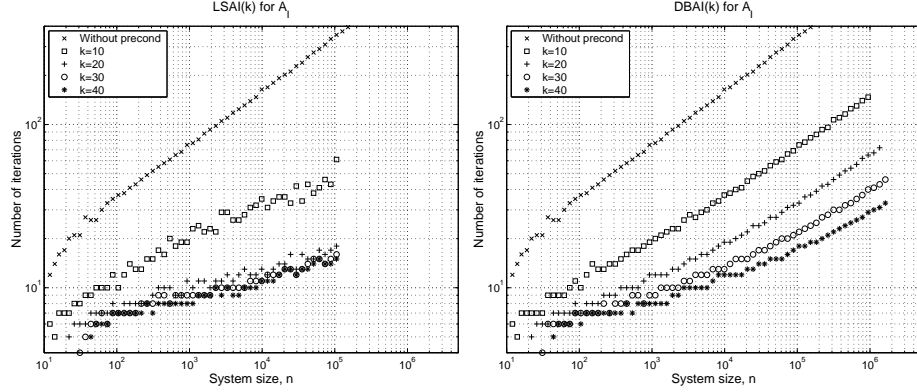 LSAI(k) for A_l
Without precond
k=10
k=20
k=30
k=40
Number of iterations
10^2
10^1
10^1
10^2
10^3
10^4
10^5
10^6
System size, n
DBAI(k) for A_l
Without precond
k=10
k=20
k=30
k=40
Number of iterations
10^2
10^1
10^1
10^2
10^3
10^4
10^5
10^6
System size, n